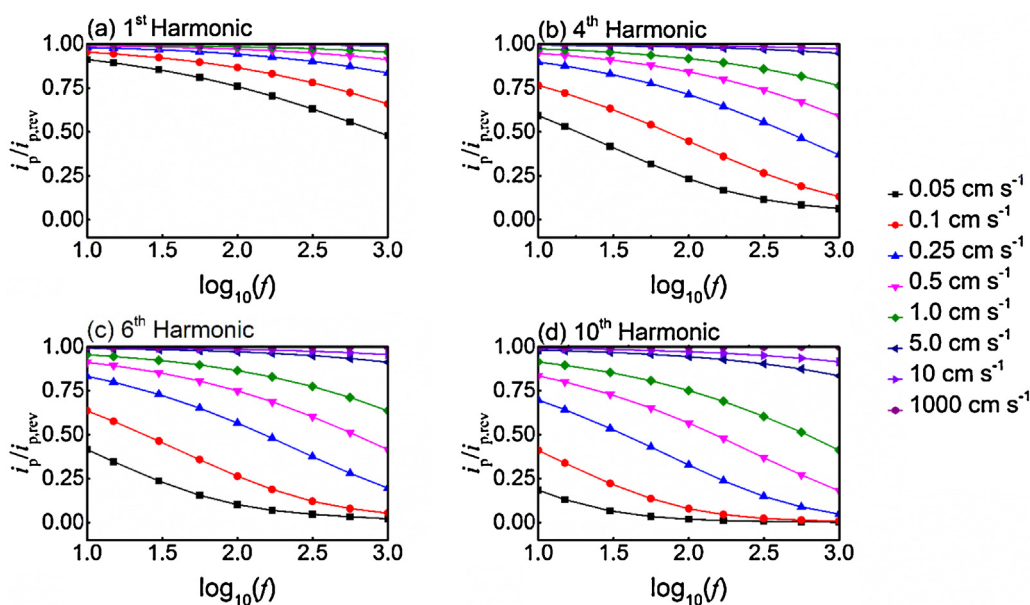 (a) 1st Harmonic
1.00
0.75
0.50
0.25
0.00
ip/ip,rev
1.0 1.5 2.0 2.5 3.0
log10(f)
(b) 4th Harmonic
1.00
0.75
0.50
0.25
0.00
ip/ip,rev
1.0 1.5 2.0 2.5 3.0
log10(f)
(c) 6th Harmonic
1.00
0.75
0.50
0.25
0.00
ip/ip,rev
1.0 1.5 2.0 2.5 3.0
log10(f)
(d) 10th Harmonic
1.00
0.75
0.50
0.25
0.00
ip/ip,rev
1.0 1.5 2.0 2.5 3.0
log10(f)
0.05 cm s-1
0.1 cm s-1
0.25 cm s-1
0.5 cm s-1
1.0 cm s-1
5.0 cm s-1
10 cm s-1
1000 cm s-1